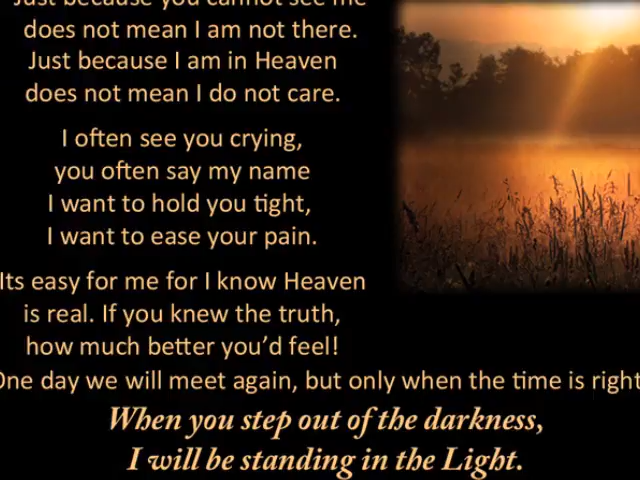 Just because you cannot see me
does not mean I am not there.
Just because I am in Heaven
does not mean I do not care.
I often see you crying,
you often say my name
I want to hold you tight,
I want to ease your pain.
Its easy for me for I know Heaven
is real. If you knew the truth,
how much better you'd feel!
One day we will meet again, but only when the time is right
When you step out of the darkness,
I will be standing in the Light.